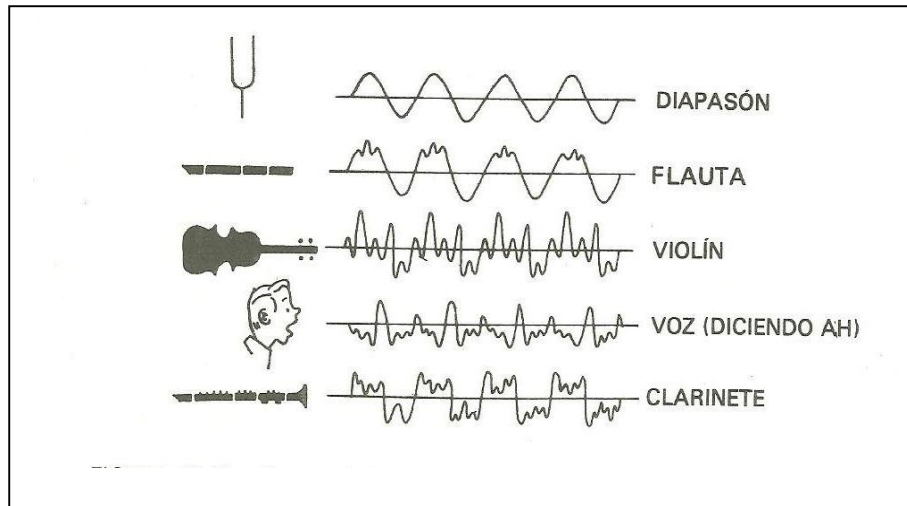 DIAPASÓN
FLAUTA
VIOLÍN
VOZ (DICIENDO AH)
CLARINETE